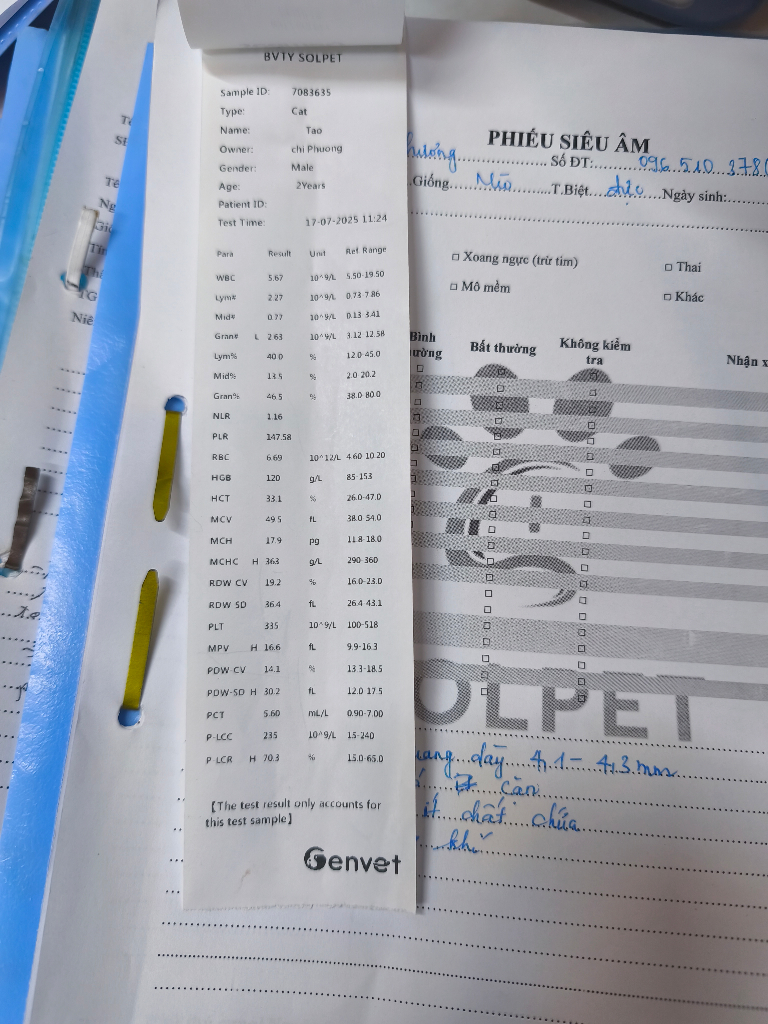 BVTY SOLPET
Sample ID: 7083635
Type: Cat
Name: Tao
Owner: chi Phuong
Gender: Male
Age: 2Years
Patient ID:
Test Time: 17-07-2025 11:24
Para Result Unit Ref. Range
WBC 5.67 10^9/L 5.50-19.50
Lym# 2.27 10^9/L 0.73-7.86
Mid# 0.77 10^9/L 0.13-3.41
Gran# L 2.63 10^9/L 3.12-12.58
Lym% 40.0 % 12.0-45.0
Mid% 13.5 % 2.0-20.2
Gran% 46.5 % 38.0-80.0
NLR 1.16
PLR 147.58
RBC 6.69 10^12/L 4.60-10.20
HGB 120 g/L 85-153
HCT 33.1 % 26.0-47.0
MCV 49.5 fL 38.0-54.0
MCH 17.9 pg 11.8-18.0
MCHC H 363 g/L 290-360
RDW-CV 19.2 % 16.0-23.0
RDW-SD 36.4 fL 26.4-43.1
PLT 335 10^9/L 100-518
MPV H 16.6 fL 9.9-16.3
PDW-CV 14.1 % 13.3-18.5
PDW-SD H 30.2 fL 12.0-17.5
PCT 5.60 mL/L 0.90-7.00
P-LCC 235 10^9/L 15-240
P-LCR H 70.3 % 15.0-65.0
【The test result only accounts for
this test sample】
Genvet
PHIẾU SIÊU ÂM
Số ĐT: 096 510 378
Giống Mĩu T.Biệt đực Ngày sinh:
Xoang ngực (trừ tim) Thai
Mô mềm Khác
Bình Bất thường Không kiểm
tra Nhận x
SOLPET
dày 4,1 - 4,3 mm
cặn
ít chất chứa
khí